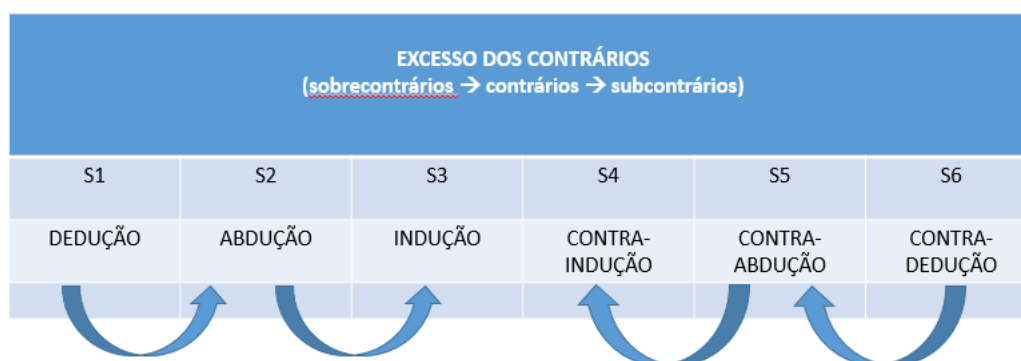 EXCESSO DOS CONTRÁRIOS
(sobrecontrários → contrários → subcontrários)
S1 S2 S3 S4 S5 S6
DEDUÇÃO ABDUÇÃO INDUÇÃO CONTRA- CONTRA- CONTRA-
INDUÇÃO ABDUÇÃO DEDUÇÃO